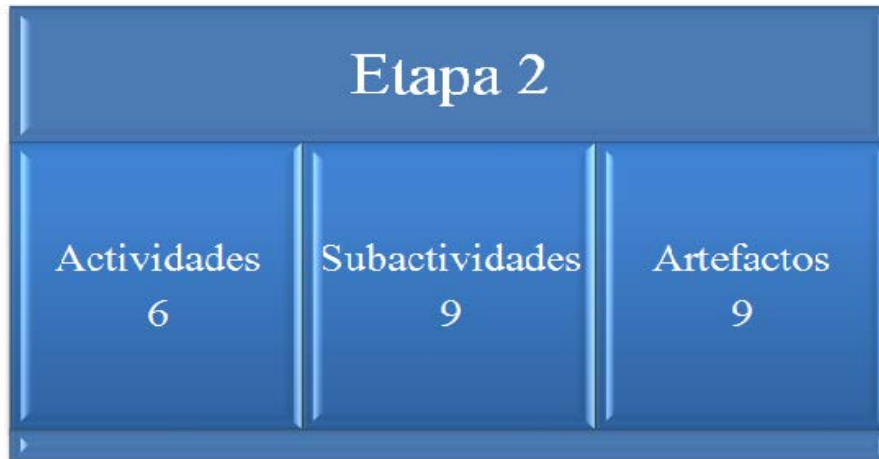 Etapa 2
Actividades
6
Subactividades
9
Artefactos
9